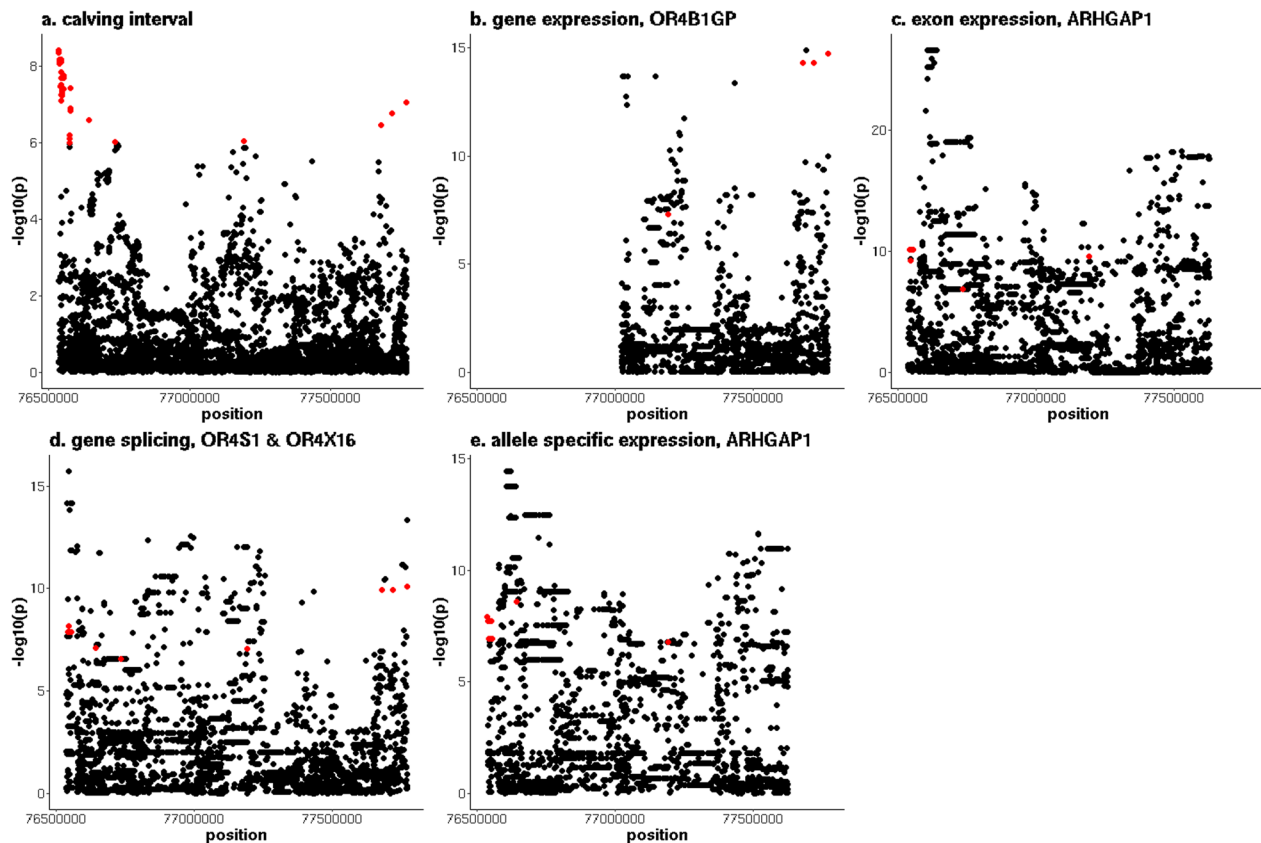 a. calving interval
8
6
4
2
0
-log10(p)
76500000 77000000 77500000
position
b. gene expression, OR4B1GP
15
10
5
0
-log10(p)
76500000 77000000 77500000
position
c. exon expression, ARHGAP1
20
10
0
-log10(p)
76500000 77000000 77500000
position
d. gene splicing, OR4S1 & OR4X16
15
10
5
0
-log10(p)
76500000 77000000 77500000
position
e. allele specific expression, ARHGAP1
15
10
5
0
-log10(p)
76500000 77000000 77500000
position